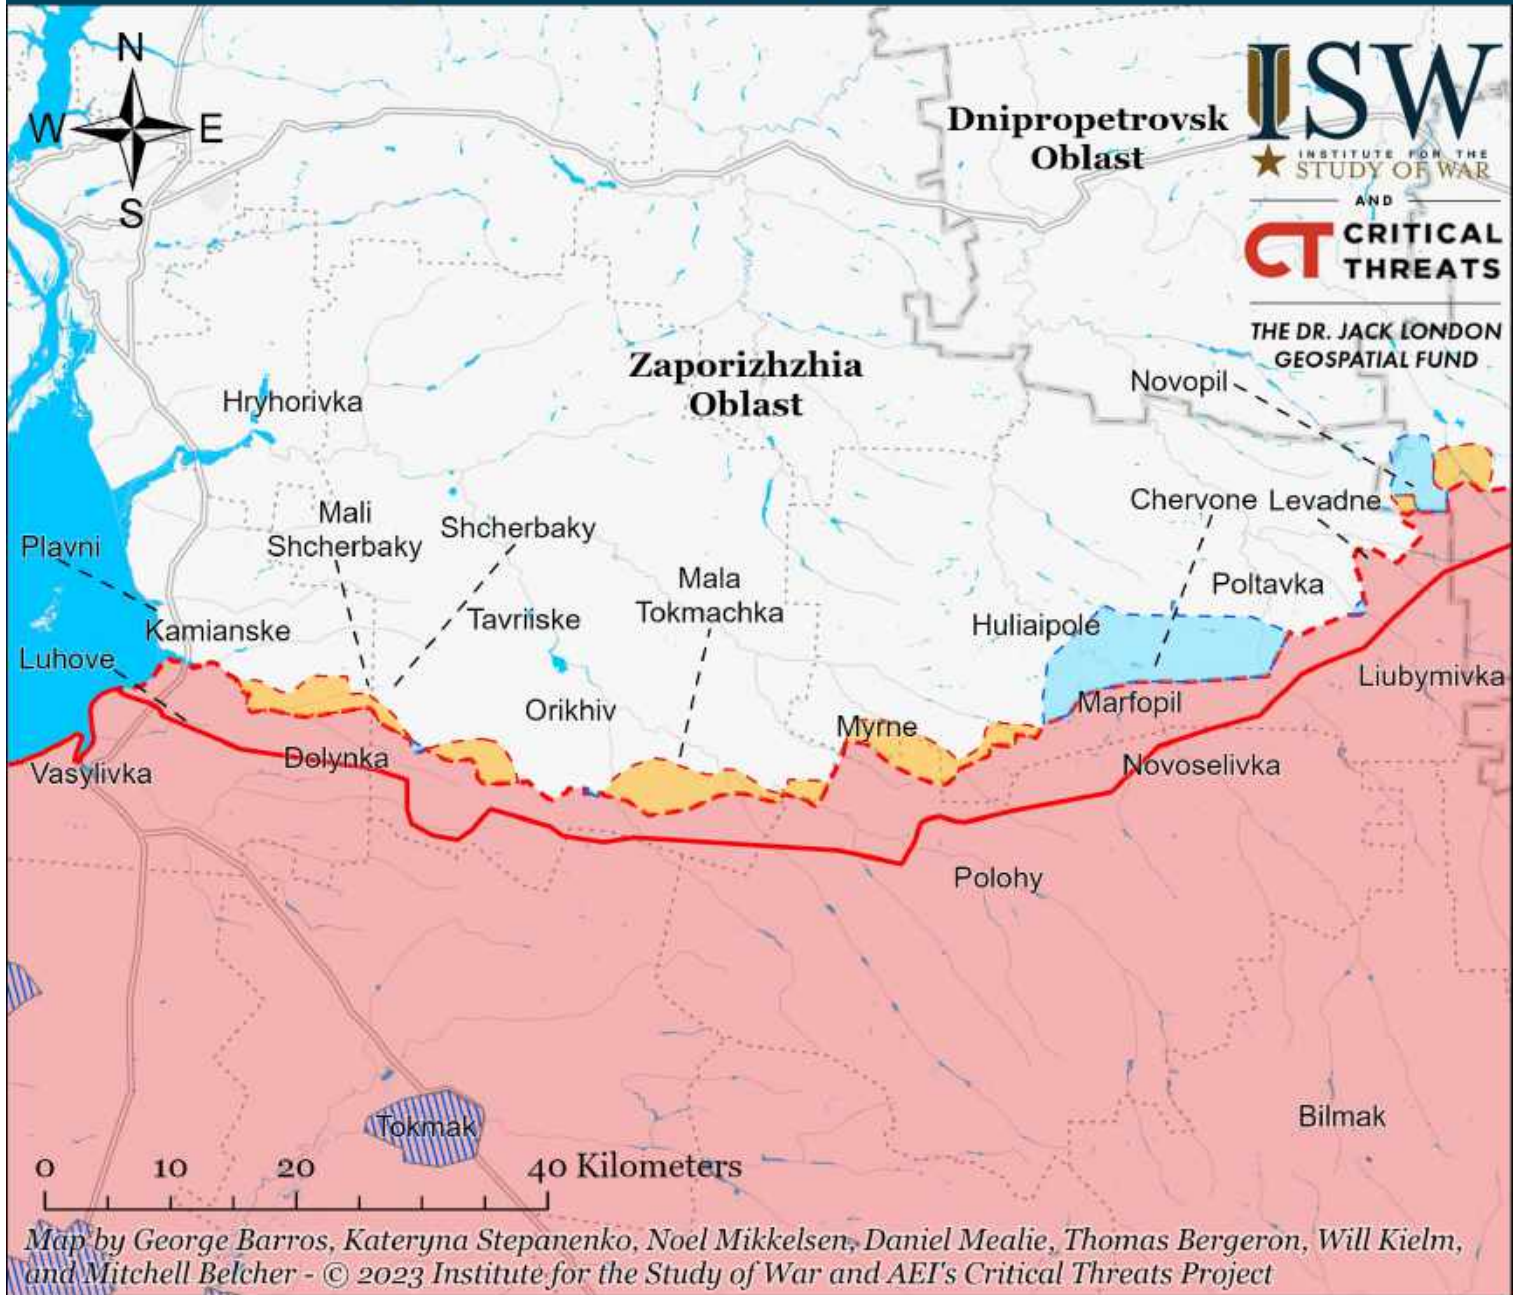 N
W
E
S
Dnipropetrovsk
Oblast
ISW
INSTITUTE FOR THE
STUDY OF WAR
AND
CT CRITICAL
THREATS
THE DR. JACK LONDON
GEOSPATIAL FUND
Zaporizhzhia
Oblast
Novopil
Hryhorivka
Chervone
Levadne
Mali
Shcherbaky
Shcherbaky
Plavni
Mala
Tokmachka
Poltavka
Tavriiske
Huliaipole
Kamianske
Luhove
Liubymivka
Orikhiv
Marfopil
Myrne
Dolynka
Vasylivka
Novoselivka
Polohy
Bilmak
Tokmak
0 10 20 40 Kilometers
Map by George Barros, Kateryna Stepanenko, Noel Mikkelsen, Daniel Mealie, Thomas Bergeron, Will Kielm,
and Mitchell Belcher - © 2023 Institute for the Study of War and AEI's Critical Threats Project